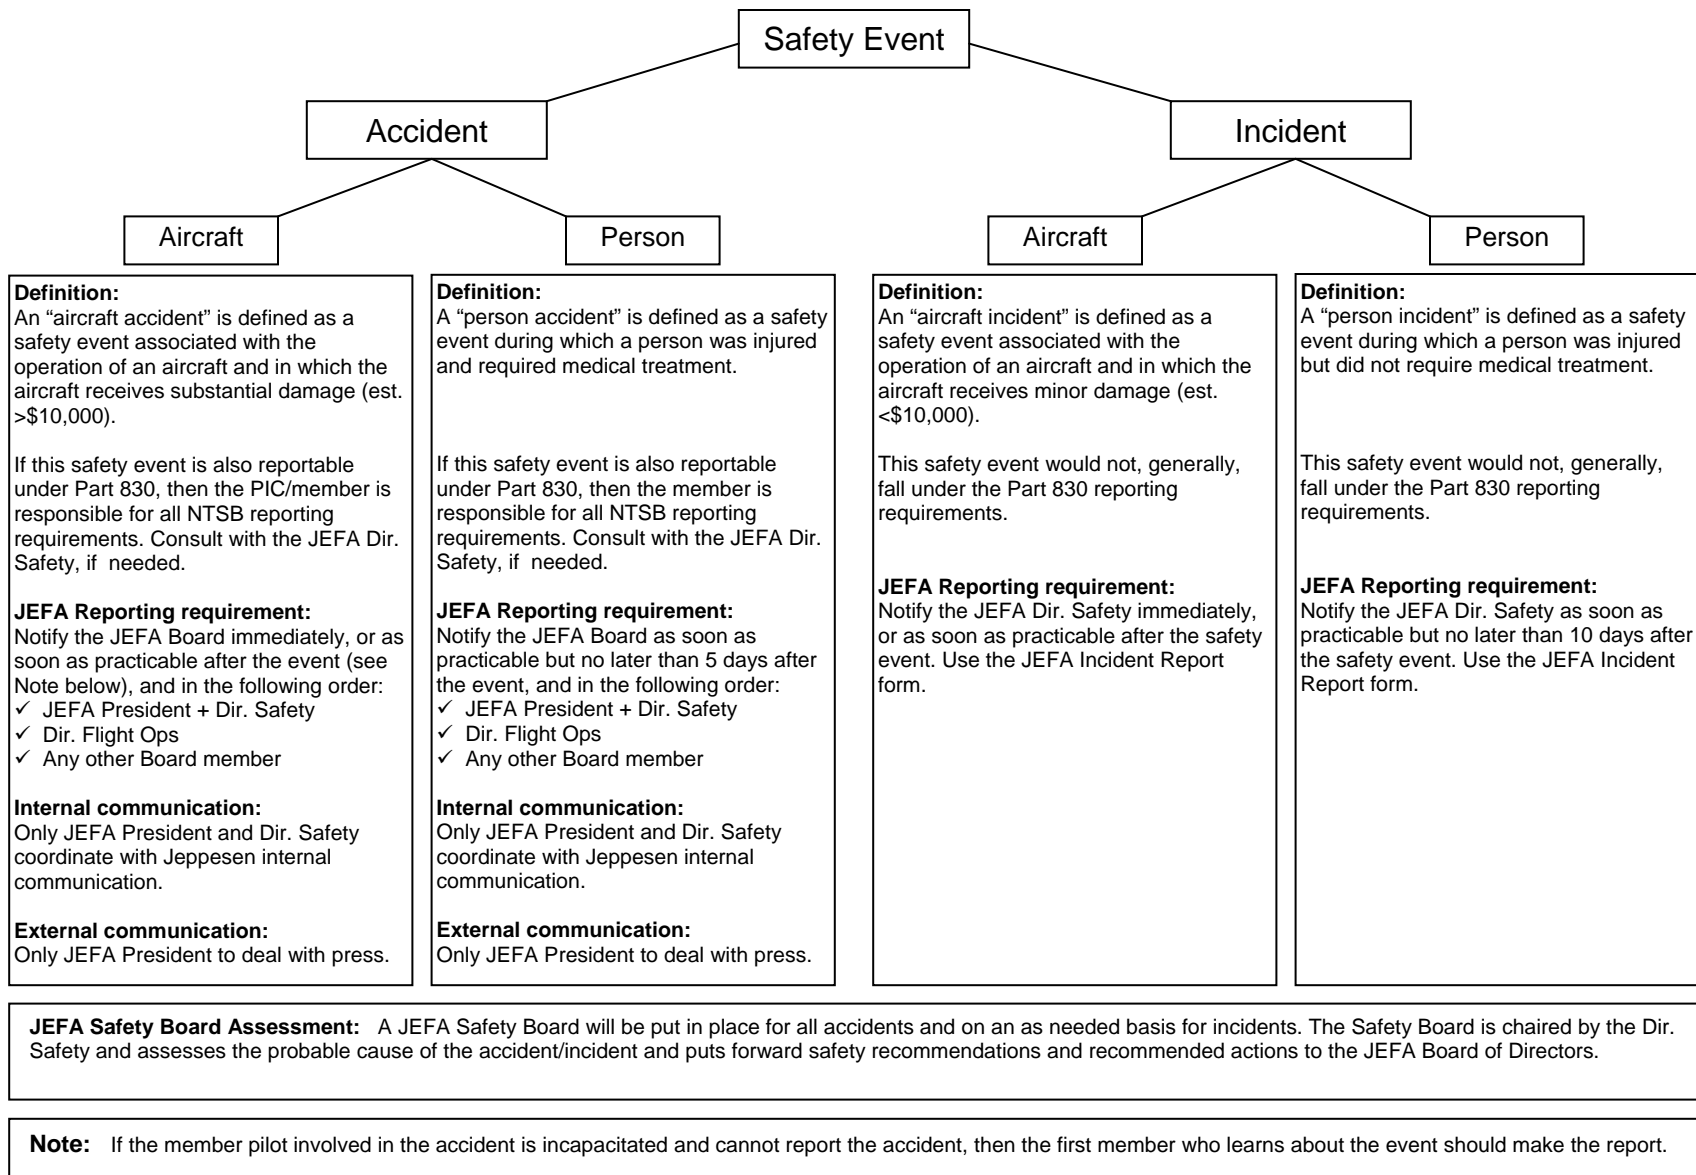 Safety Event
Accident
Incident
Aircraft
Person
Aircraft
Person
Definition:
An “aircraft accident” is defined as a
safety event associated with the
operation of an aircraft and in which the
aircraft receives substantial damage (est.
>$10,000).
If this safety event is also reportable
under Part 830, then the PIC/member is
responsible for all NTSB reporting
requirements. Consult with the JEFA Dir.
Safety, if  needed.
JEFA Reporting requirement:
Notify the JEFA Board immediately, or as
soon as practicable after the event (see
Note below), and in the following order:
✓ JEFA President + Dir. Safety
✓ Dir. Flight Ops
✓ Any other Board member
Internal communication:
Only JEFA President and Dir. Safety
coordinate with Jeppesen internal
communication.
External communication:
Only JEFA President to deal with press.
Definition:
A “person accident” is defined as a safety
event during which a person was injured
and required medical treatment.
If this safety event is also reportable
under Part 830, then the member is
responsible for all NTSB reporting
requirements. Consult with the JEFA Dir.
Safety, if  needed.
JEFA Reporting requirement:
Notify the JEFA Board as soon as
practicable but no later than 5 days after
the event, and in the following order:
✓ JEFA President + Dir. Safety
✓ Dir. Flight Ops
✓ Any other Board member
Internal communication:
Only JEFA President and Dir. Safety
coordinate with Jeppesen internal
communication.
External communication:
Only JEFA President to deal with press.
Definition:
An “aircraft incident” is defined as a
safety event associated with the
operation of an aircraft and in which the
aircraft receives minor damage (est.
<$10,000).
This safety event would not, generally,
fall under the Part 830 reporting
requirements.
JEFA Reporting requirement:
Notify the JEFA Dir. Safety immediately,
or as soon as practicable after the safety
event. Use the JEFA Incident Report
form.
Definition:
A “person incident” is defined as a safety
event during which a person was injured
but did not require medical treatment.
This safety event would not, generally,
fall under the Part 830 reporting
requirements.
JEFA Reporting requirement:
Notify the JEFA Dir. Safety as soon as
practicable but no later than 10 days after
the safety event. Use the JEFA Incident
Report form.
JEFA Safety Board Assessment: A JEFA Safety Board will be put in place for all accidents and on an as needed basis for incidents. The Safety Board is chaired by the Dir.
Safety and assesses the probable cause of the accident/incident and puts forward safety recommendations and recommended actions to the JEFA Board of Directors.
Note: If the member pilot involved in the accident is incapacitated and cannot report the accident, then the first member who learns about the event should make the report.